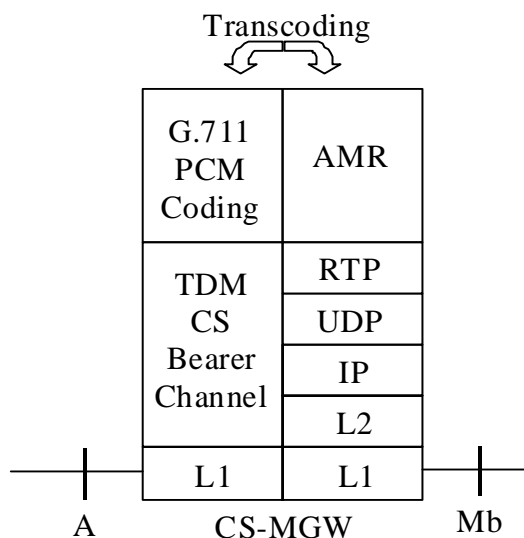 Transcoding
G.711
PCM
Coding
AMR
TDM
CS
Bearer
Channel
RTP
UDP
IP
L2
L1
L1
A
CS-MGW
Mb